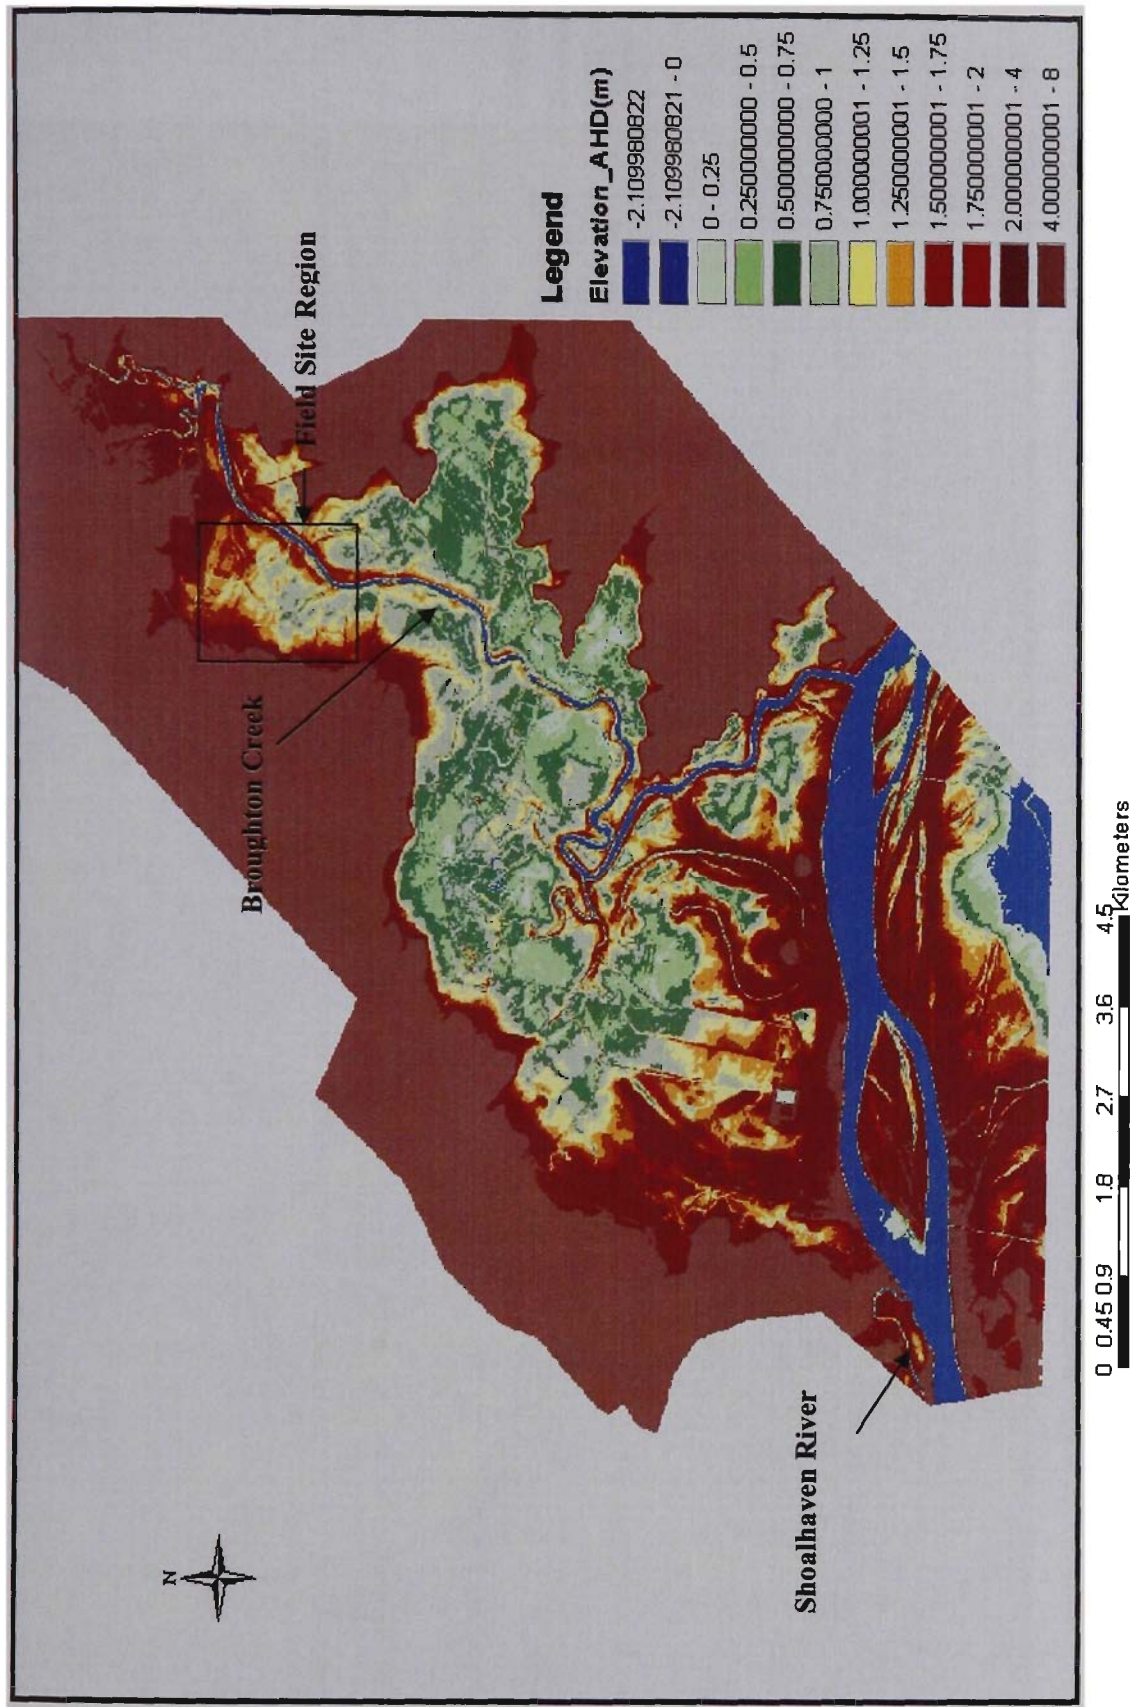 N
Broughton Creek
Field Site Region
Shoalhaven River
Legend
Elevation_AHD(m)
-2.109980822
-2.109980821 - 0
0 - 0.25
0.250000000 - 0.5
0.500000000 - 0.75
0.750000000 - 1
1.000000001 - 1.25
1.250000001 - 1.5
1.500000001 - 1.75
1.750000001 - 2
2.000000001 - 4
4.000000001 - 8
0 0.45 0.9 1.8 2.7 3.6 4.5
Kilometers